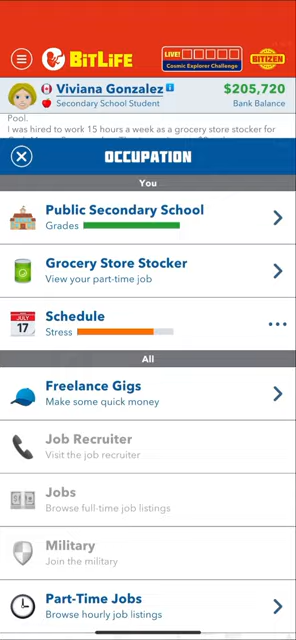 BitLife
LIVE!
Cosmic Explorer Challenge
BITIZEN
Viviana Gonzalez i
$205,720
Secondary School Student
Bank Balance
Pool.
I was hired to work 15 hours a week as a grocery store stocker for
OCCUPATION
You
Public Secondary School
Grades
Grocery Store Stocker
View your part-time job
JULY
17
Schedule
Stress
All
Freelance Gigs
Make some quick money
Job Recruiter
Visit the job recruiter
Jobs
Browse full-time job listings
Military
Join the military
Part-Time Jobs
Browse hourly job listings